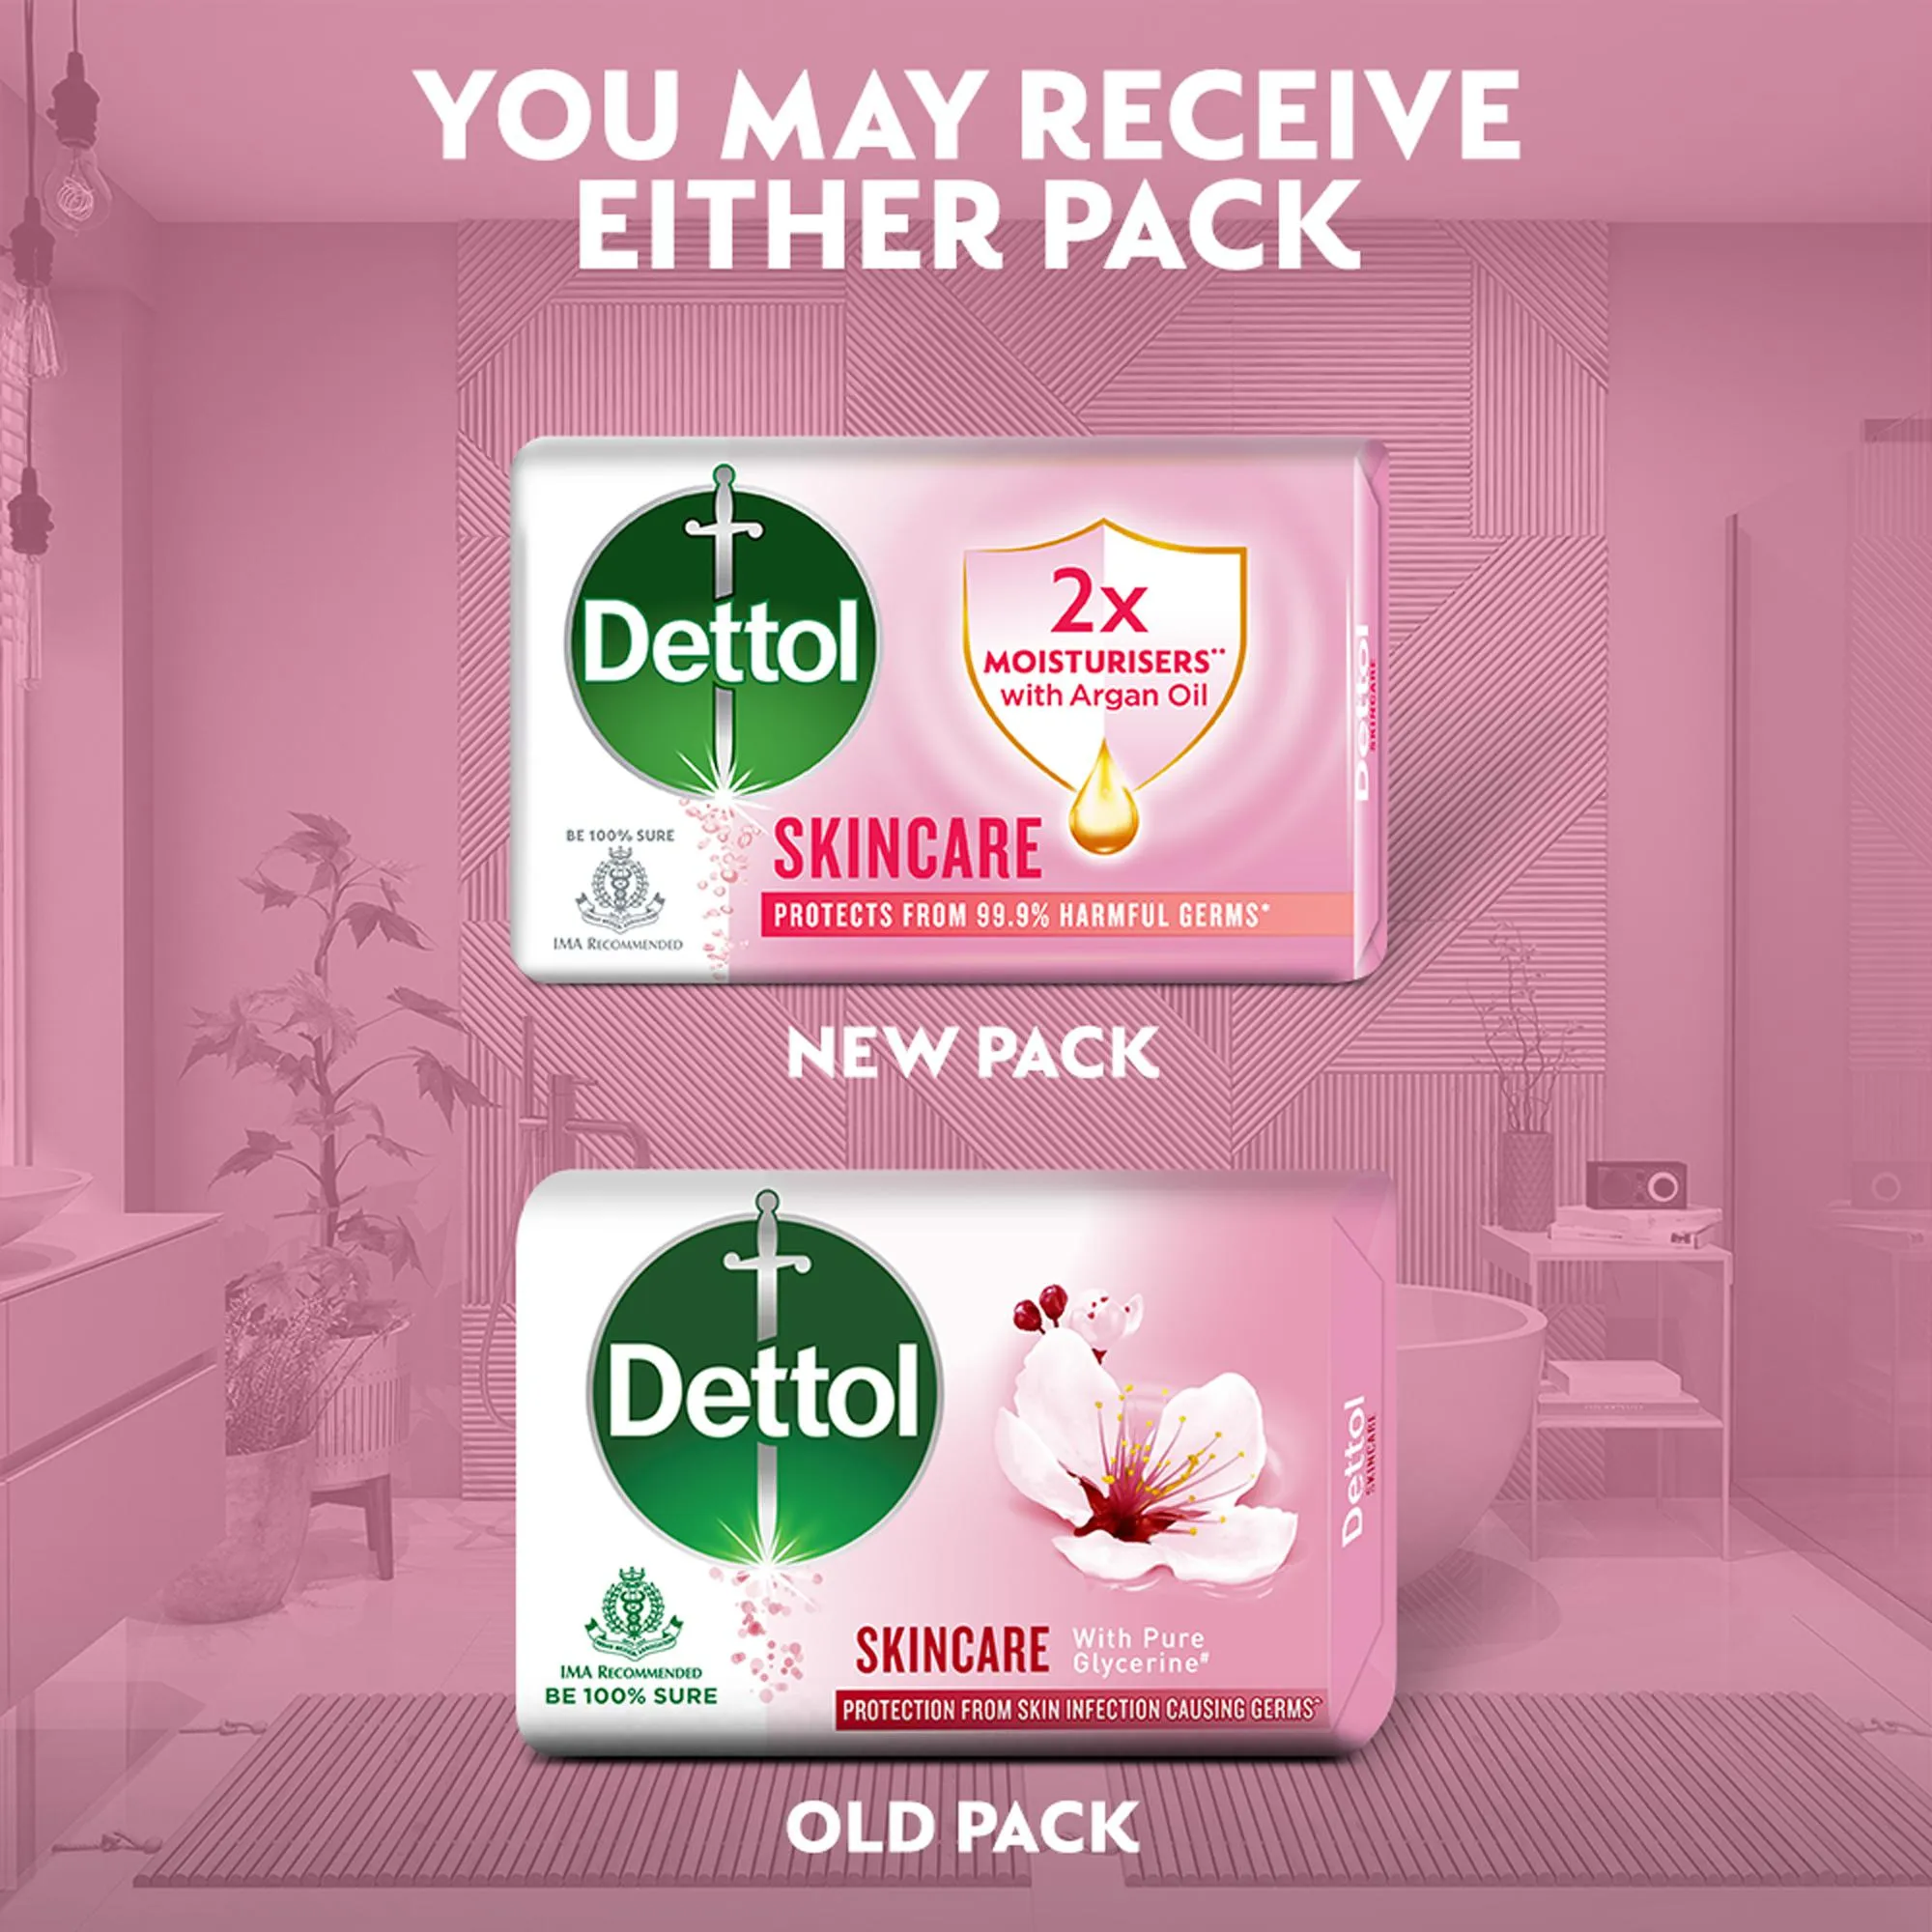 YOU MAY RECEIVE
EITHER PACK
Dettol
2x
MOISTURISERS**
with Argan Oil
Dettol
SKINCARE
BE 100% SURE
IMA RECOMMENDED
SKINCARE
PROTECTS FROM 99.9% HARMFUL GERMS*
NEW PACK
Dettol
Dettol
SKINCARE
IMA RECOMMENDED
BE 100% SURE
SKINCARE
With Pure
Glycerine#
PROTECTION FROM SKIN INFECTION CAUSING GERMS^
OLD PACK